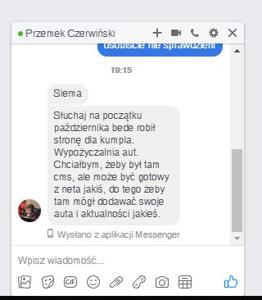 Przemek Czerwiński
osobiście nie sprawdzem
19:15
Siema
Słuchaj na początku
października bede robił
stronę dla kumpla.
Wypożyczalnia aut.
Chciałbym, żeby był tam
cms, ale może być gotowy
z neta jakiś, do tego żeby
tam mógł dodawać swoje
auta i aktualności jakieś.
Wysłano z aplikacji Messenger
Wpisz wiadomość...
GIF